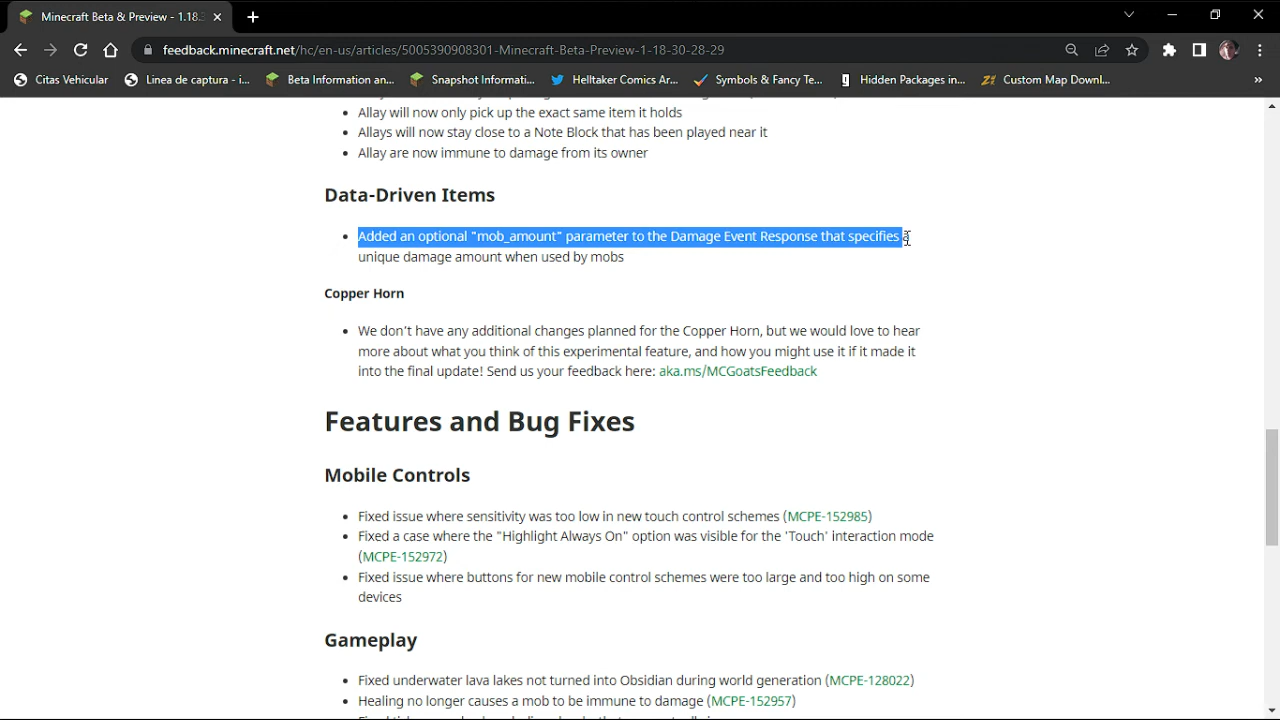 Minecraft Beta & Preview - 1.18.3
feedback.minecraft.net/hc/en-us/articles/5005390908301-Minecraft-Beta-Preview-1-18-30-28-29
Citas Vehicular
Linea de captura - i...
Beta Information an...
Snapshot Informati...
Helltaker Comics Ar...
Symbols & Fancy Te...
Hidden Packages in...
Custom Map Downl...
»
• Allay will now only pick up the exact same item it holds
• Allays will now stay close to a Note Block that has been played near it
• Allay are now immune to damage from its owner
Data-Driven Items
• Added an optional "mob_amount" parameter to the Damage Event Response that specifies a
unique damage amount when used by mobs
Copper Horn
• We don't have any additional changes planned for the Copper Horn, but we would love to hear
more about what you think of this experimental feature, and how you might use it if it made it
into the final update! Send us your feedback here: aka.ms/MCGoatsFeedback
Features and Bug Fixes
Mobile Controls
• Fixed issue where sensitivity was too low in new touch control schemes (MCPE-152985)
• Fixed a case where the "Highlight Always On" option was visible for the 'Touch' interaction mode
(MCPE-152972)
• Fixed issue where buttons for new mobile control schemes were too large and too high on some
devices
Gameplay
• Fixed underwater lava lakes not turned into Obsidian during world generation (MCPE-128022)
• Healing no longer causes a mob to be immune to damage (MCPE-152957)